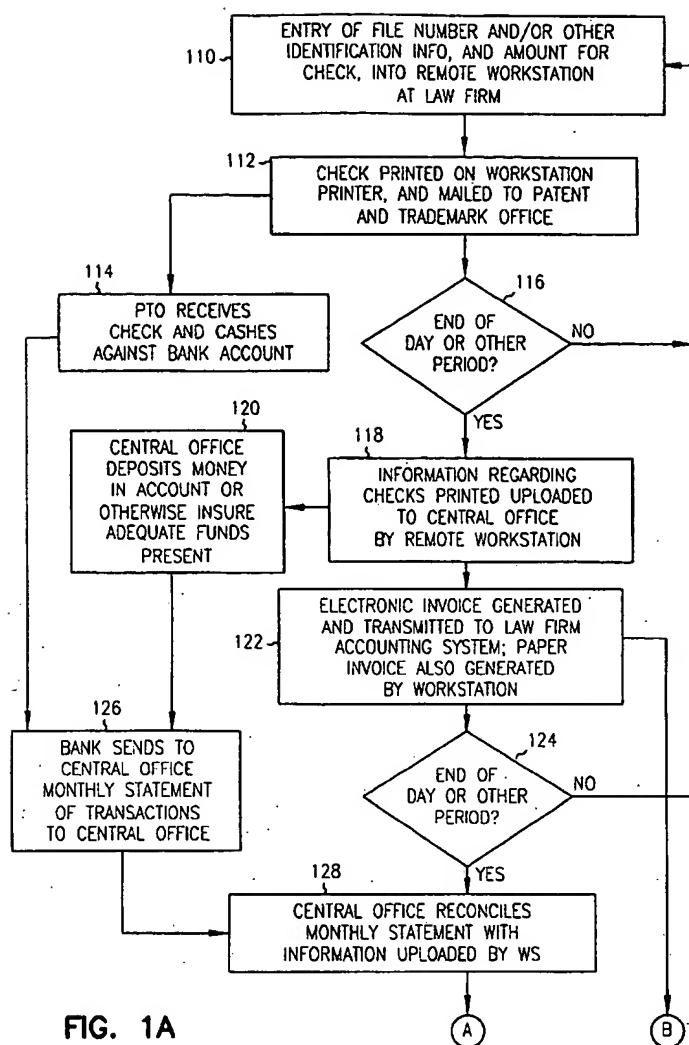 110
ENTRY OF FILE NUMBER AND/OR OTHER
IDENTIFICATION INFO, AND AMOUNT FOR
CHECK, INTO REMOTE WORKSTATION
AT LAW FIRM
112
CHECK PRINTED ON WORKSTATION
PRINTER, AND MAILED TO PATENT
AND TRADEMARK OFFICE
114
PTO RECEIVES
CHECK AND CASHES
AGAINST BANK ACCOUNT
116
END OF
DAY OR OTHER
PERIOD?
NO
YES
118
INFORMATION REGARDING
CHECKS PRINTED UPLOADED
TO CENTRAL OFFICE
BY REMOTE WORKSTATION
120
CENTRAL OFFICE
DEPOSITS MONEY
IN ACCOUNT OR
OTHERWISE INSURE
ADEQUATE FUNDS
PRESENT
122
ELECTRONIC INVOICE GENERATED
AND TRANSMITTED TO LAW FIRM
ACCOUNTING SYSTEM; PAPER
INVOICE ALSO GENERATED
BY WORKSTATION
124
END OF
DAY OR OTHER
PERIOD?
NO
YES
126
BANK SENDS TO
CENTRAL OFFICE
MONTHLY STATEMENT
OF TRANSACTIONS
TO CENTRAL OFFICE
128
CENTRAL OFFICE RECONCILES
MONTHLY STATEMENT WITH
INFORMATION UPLOADED BY WS
A
B
FIG. 1A